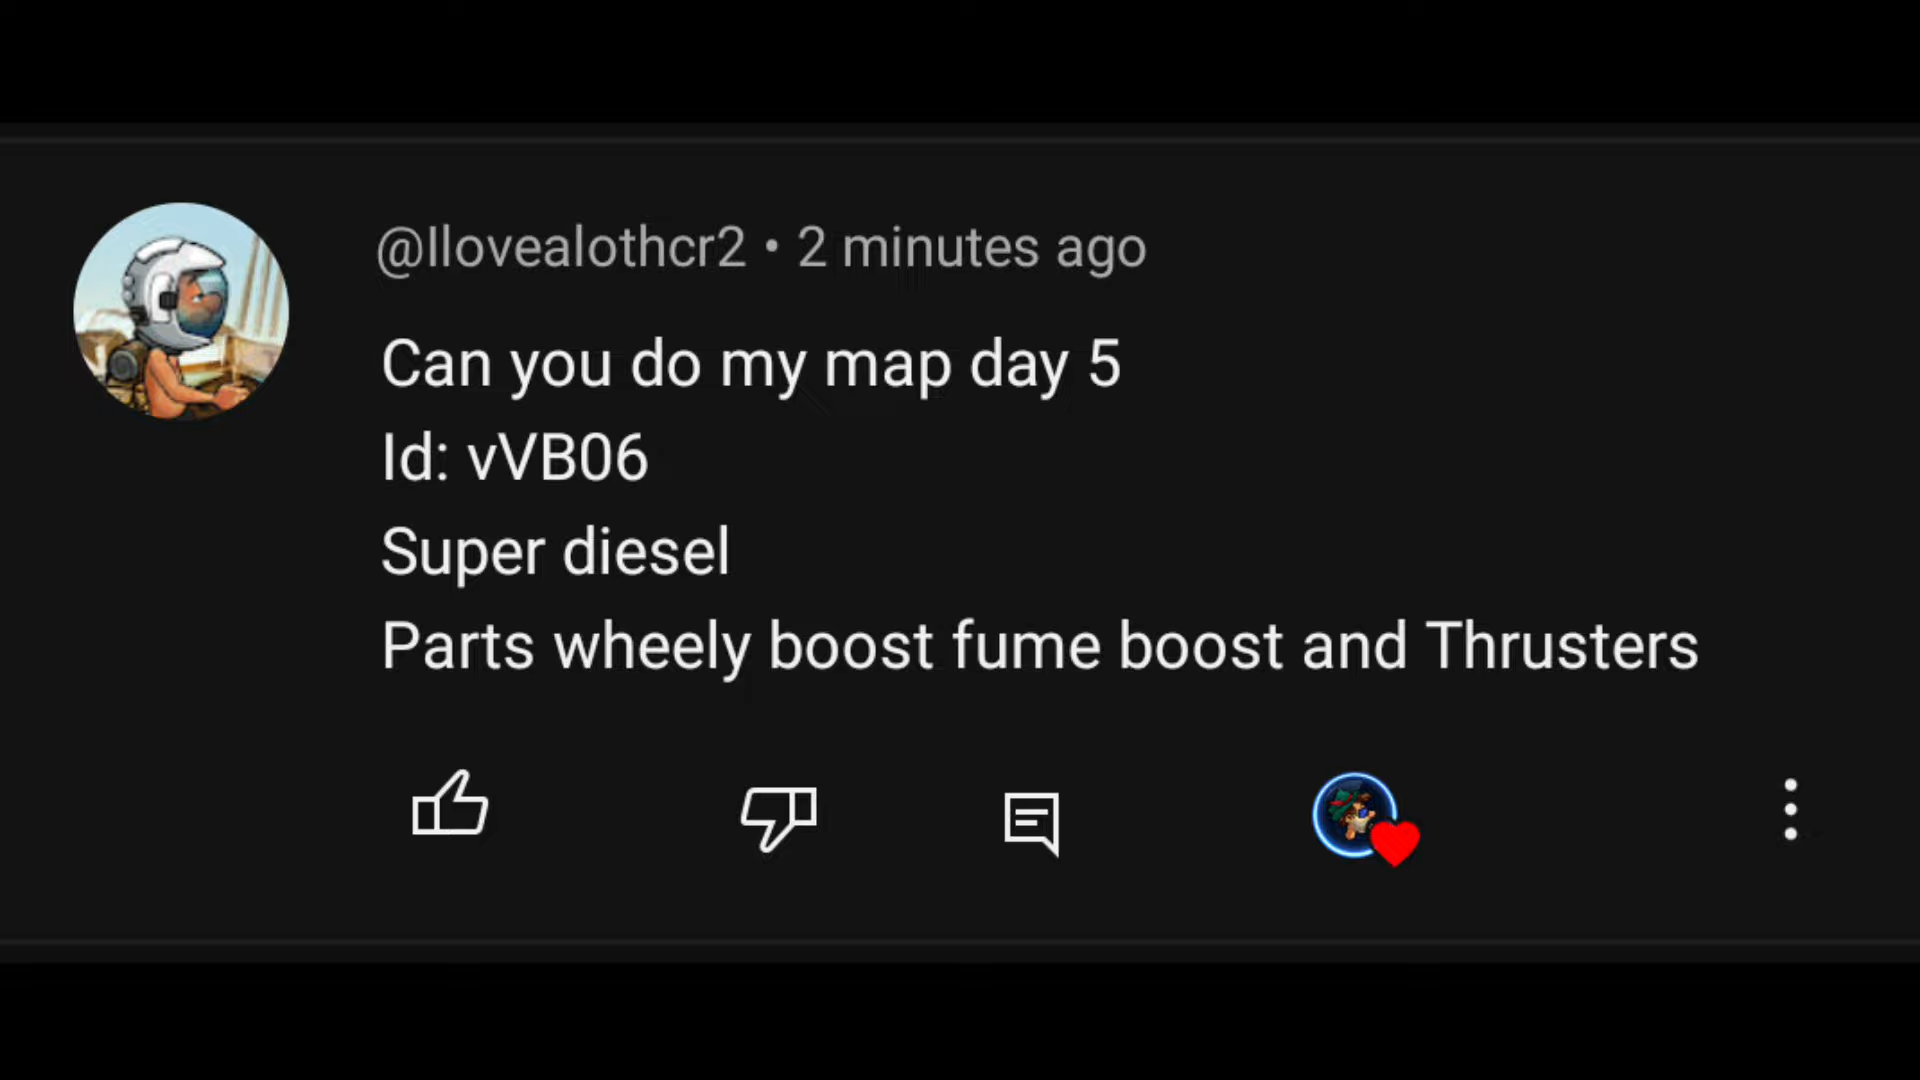 @Ilovealothcr2 • 2 minutes ago
Can you do my map day 5
Id: vVB06
Super diesel
Parts wheely boost fume boost and Thrusters